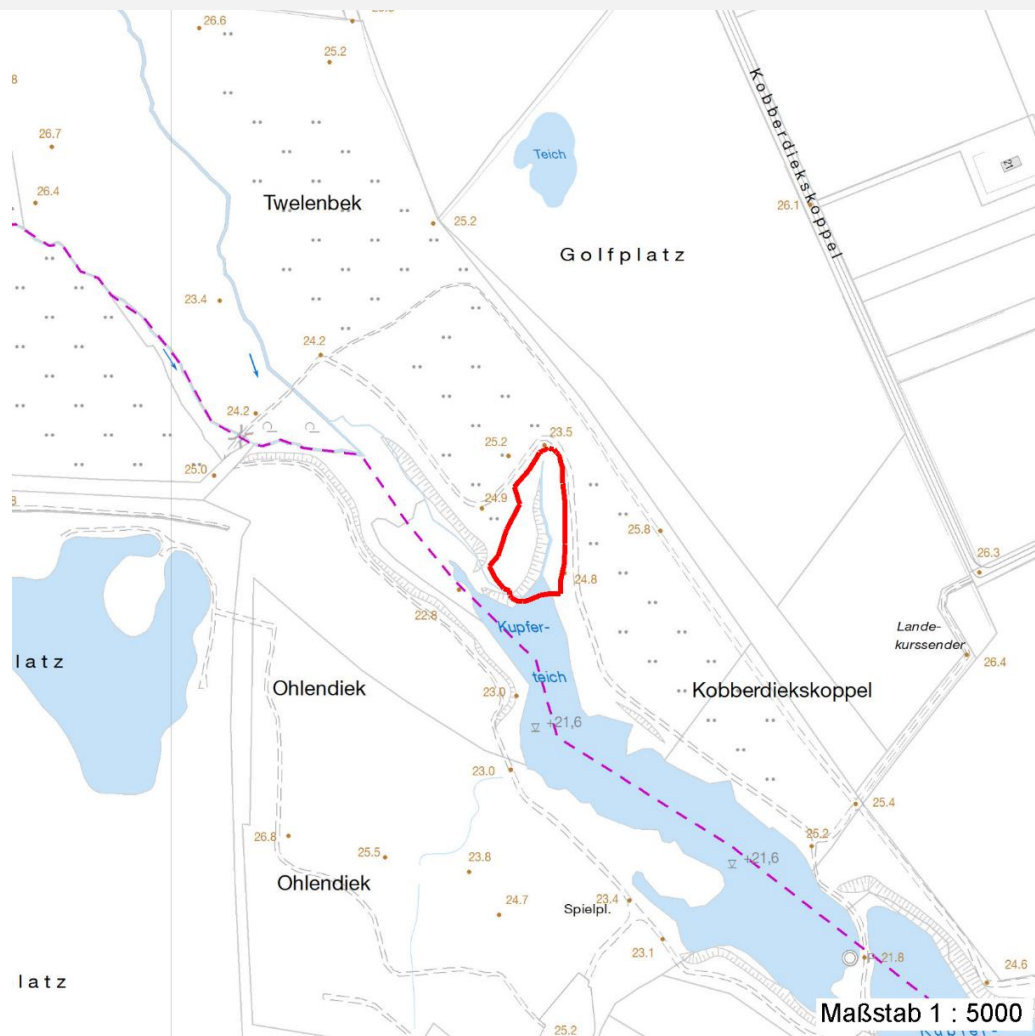 26.6
25.2
8
26.7
26.4
Twelenbek
Teich
25.2
Golfplatz
Kobberdiekskoppel
21
26.1
23.4
24.2
24.2
25.0
25.2
23.5
24.9
25.8
24.8
26.3
22.8
Kupfer-
teich
Lande-
kurssender
26.4
latz
Ohlendiek
23.0
Kobberdiekskoppel
+21,6
23.0
25.4
25.2
26.8
25.5
23.8
+21,6
Ohlendiek
24.7
Spielpl.
23.4
23.1
21.8
24.6
latz
25.2
Maßstab 1 : 5000
Kupfer-